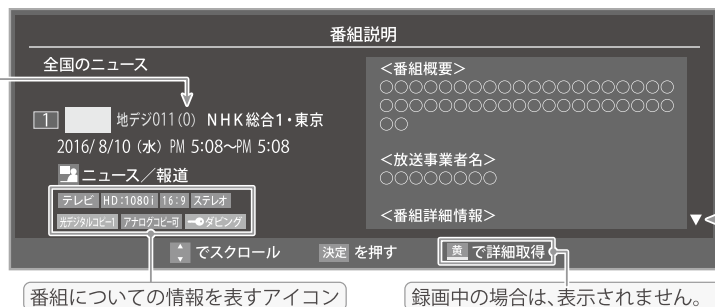 番組説明
全国のニュース
1 地デジ011(0) NHK総合1・東京
2016/ 8/10 (水) PM 5:08〜PM 5:08
ニュース/報道
テレビ HD:1080i 16:9 ステレオ
光デジタルコピー1 アナログコピー可 ダビング
<番組概要>
○○○○○○○○○○○○○○○○○○○○
○○○○○○○○○○○○○○○○○○○○
○○
<放送事業者名>
○○○○○○○○
<番組詳細情報>
でスクロール 決定 を押す 黄 で詳細取得
番組についての情報を表すアイコン
録画中の場合は、表示されません。